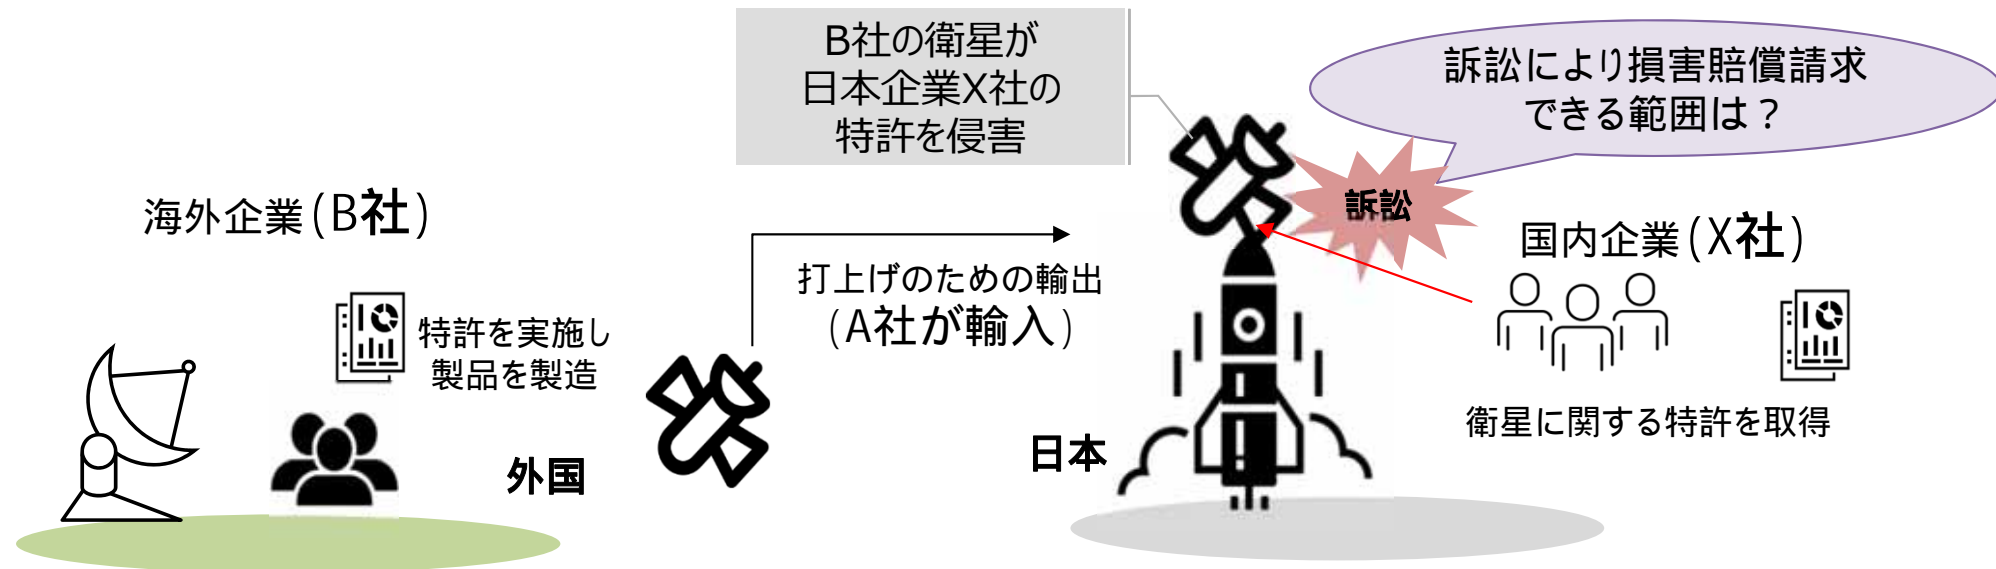 B社の衛星が
日本企業X社の
特許を侵害
訴訟により損害賠償請求
できる範囲は？
訴訟
海外企業(B社)
特許を実施し
製品を製造
外国
打上げのための輸出
(A社が輸入)
日本
国内企業(X社)
衛星に関する特許を取得